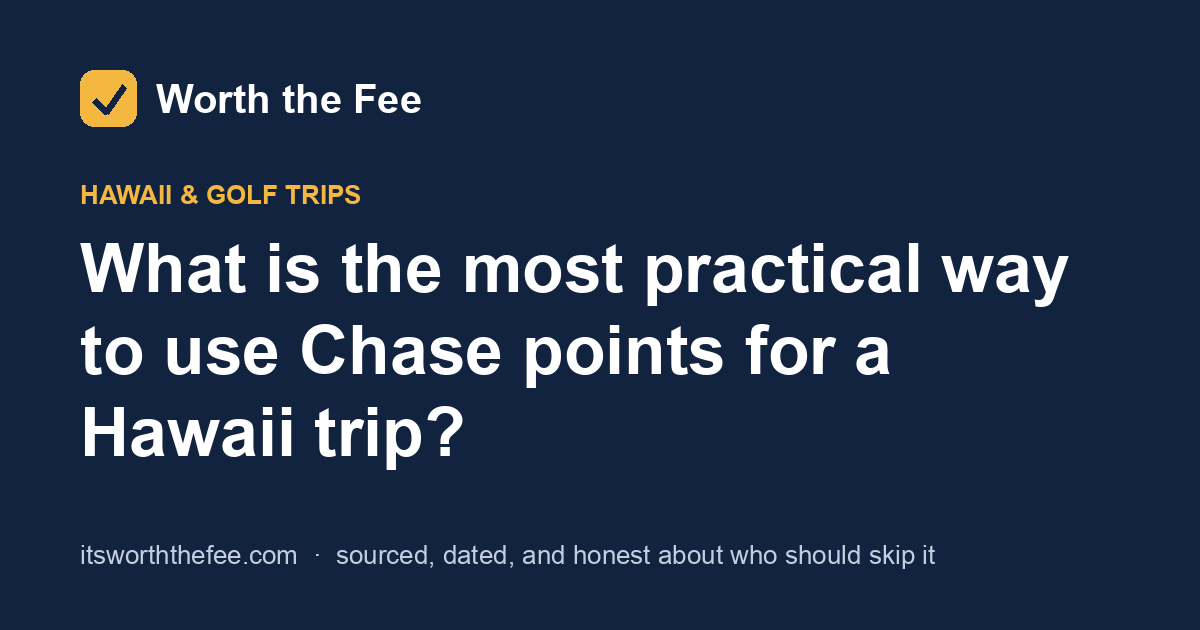 Worth the Fee
HAWAII & GOLF TRIPS
What is the most practical way
to use Chase points for a
Hawaii trip?
itsworththefee.com · sourced, dated, and honest about who should skip it